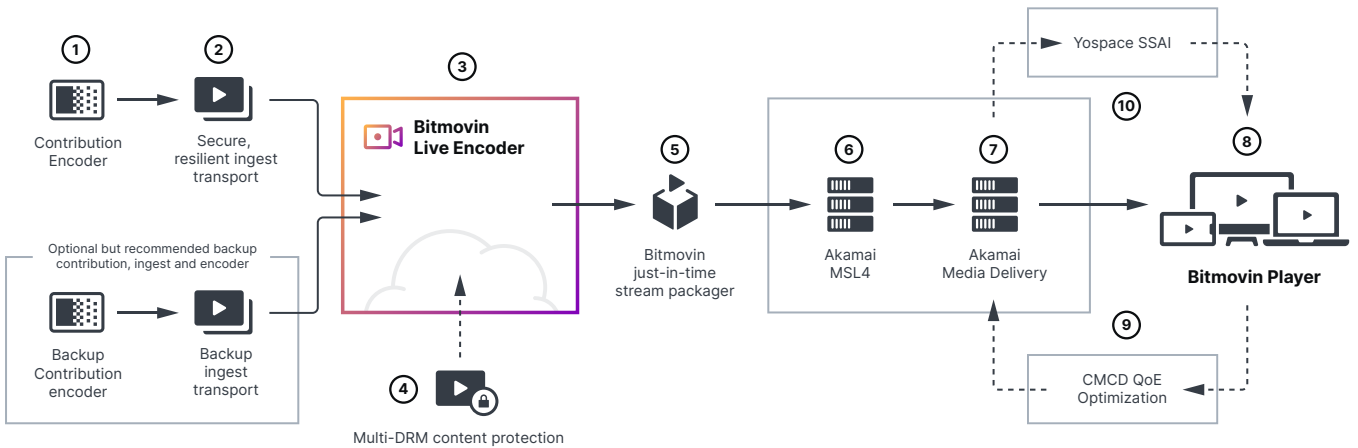 1
Contribution
Encoder
2
Secure,
resilient ingest
transport
Optional but recommended backup
contribution, ingest and encoder
Backup
Contribution
encoder
Backup
ingest
transport
3
Bitmovin
Live Encoder
4
Multi-DRM content protection
5
Bitmovin
just-in-time
stream packager
6
Akamai
MSL4
7
Akamai
Media Delivery
Yospace SSAI
10
8
Bitmovin Player
9
CMCD QoE
Optimization